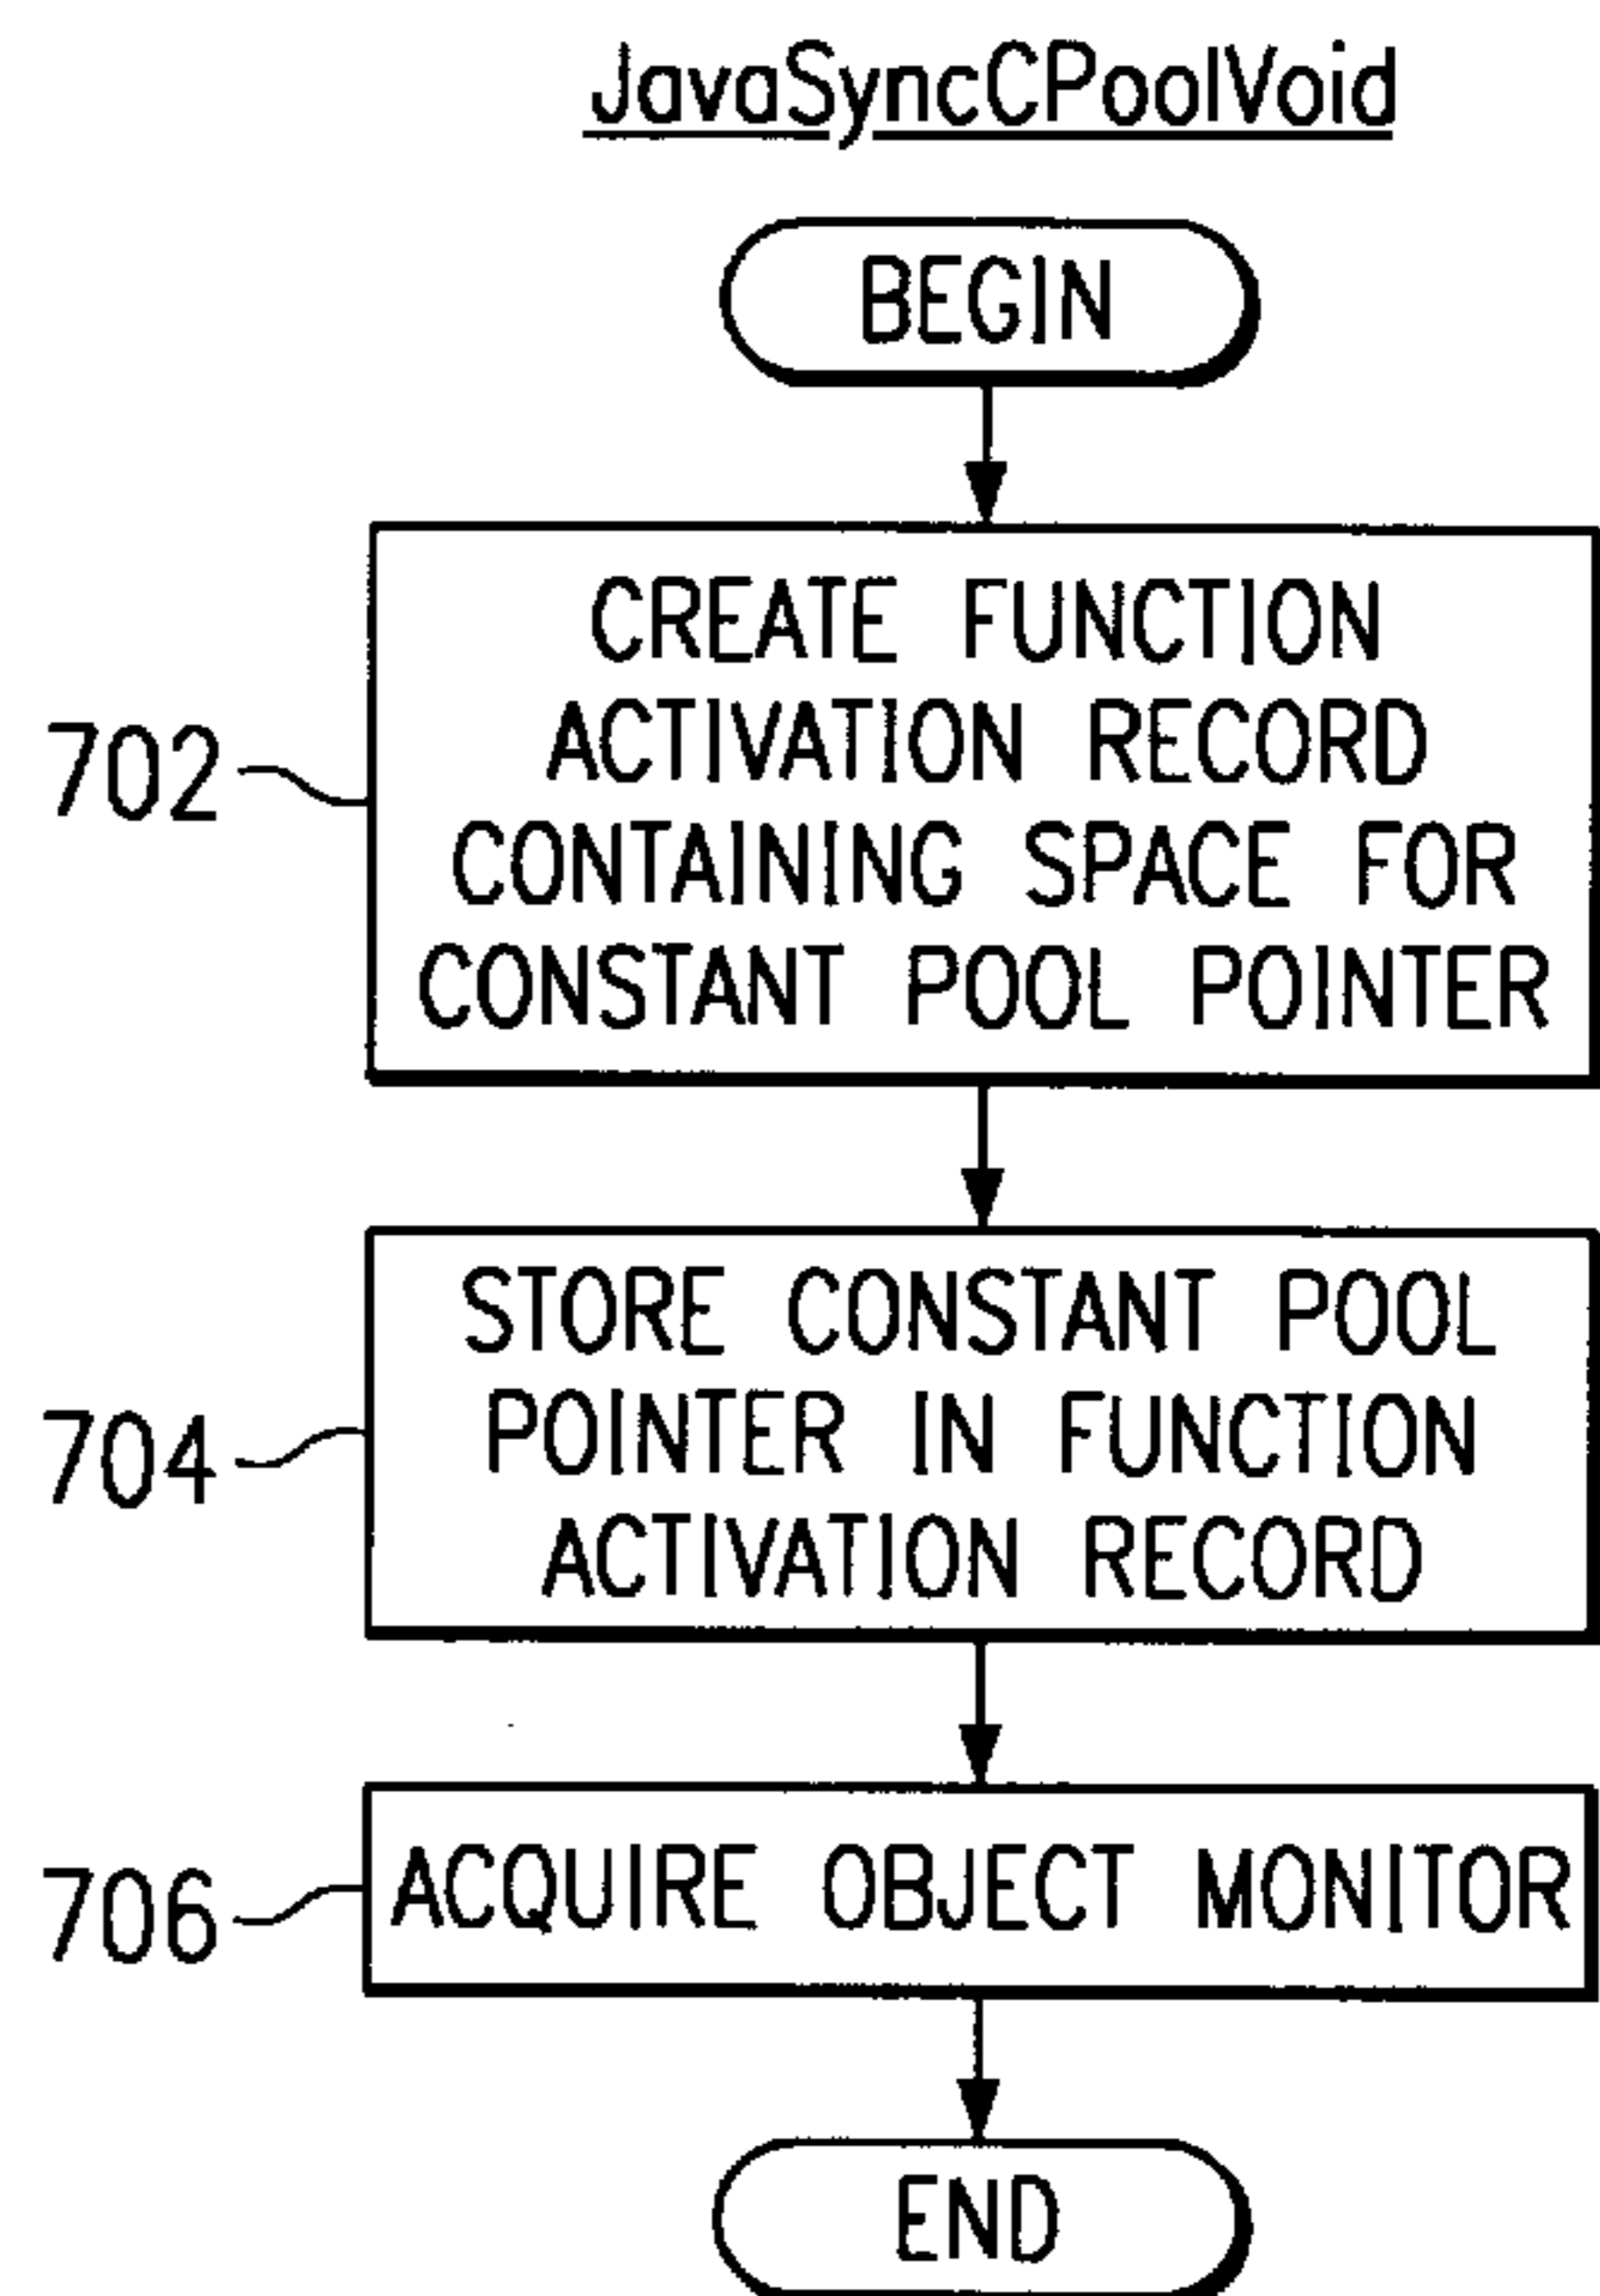 JavaSyncCPoolVoid
BEGIN
702
CREATE FUNCTION
ACTIVATION RECORD
CONTAINING SPACE FOR
CONSTANT POOL POINTER
704
STORE CONSTANT POOL
POINTER IN FUNCTION
ACTIVATION RECORD
706
ACQUIRE OBJECT MONITOR
END